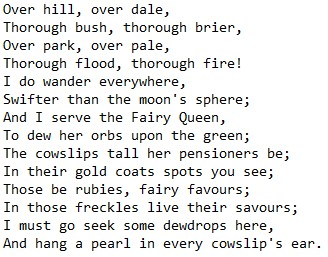 Over hill, over dale,
Thorough bush, thorough brier,
Over park, over pale,
Thorough flood, thorough fire!
I do wander everywhere,
Swifter than the moon's sphere;
And I serve the Fairy Queen,
To dew her orbs upon the green;
The cowslips tall her pensioners be;
In their gold coats spots you see;
Those be rubies, fairy favours;
In those freckles live their savours;
I must go seek some dewdrops here,
And hang a pearl in every cowslip's ear.